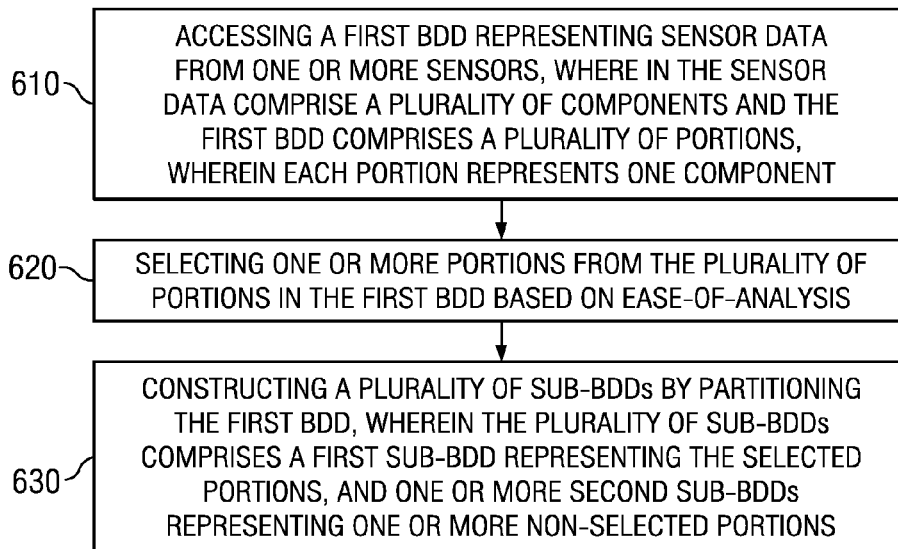 610
ACCESSING A FIRST BDD REPRESENTING SENSOR DATA
FROM ONE OR MORE SENSORS, WHERE IN THE SENSOR
DATA COMPRISE A PLURALITY OF COMPONENTS AND THE
FIRST BDD COMPRISES A PLURALITY OF PORTIONS,
WHEREIN EACH PORTION REPRESENTS ONE COMPONENT
620
SELECTING ONE OR MORE PORTIONS FROM THE PLURALITY OF
PORTIONS IN THE FIRST BDD BASED ON EASE-OF-ANALYSIS
630
CONSTRUCTING A PLURALITY OF SUB-BDDs BY PARTITIONING
THE FIRST BDD, WHEREIN THE PLURALITY OF SUB-BDDs
COMPRISES A FIRST SUB-BDD REPRESENTING THE SELECTED
PORTIONS, AND ONE OR MORE SECOND SUB-BDDs
REPRESENTING ONE OR MORE NON-SELECTED PORTIONS